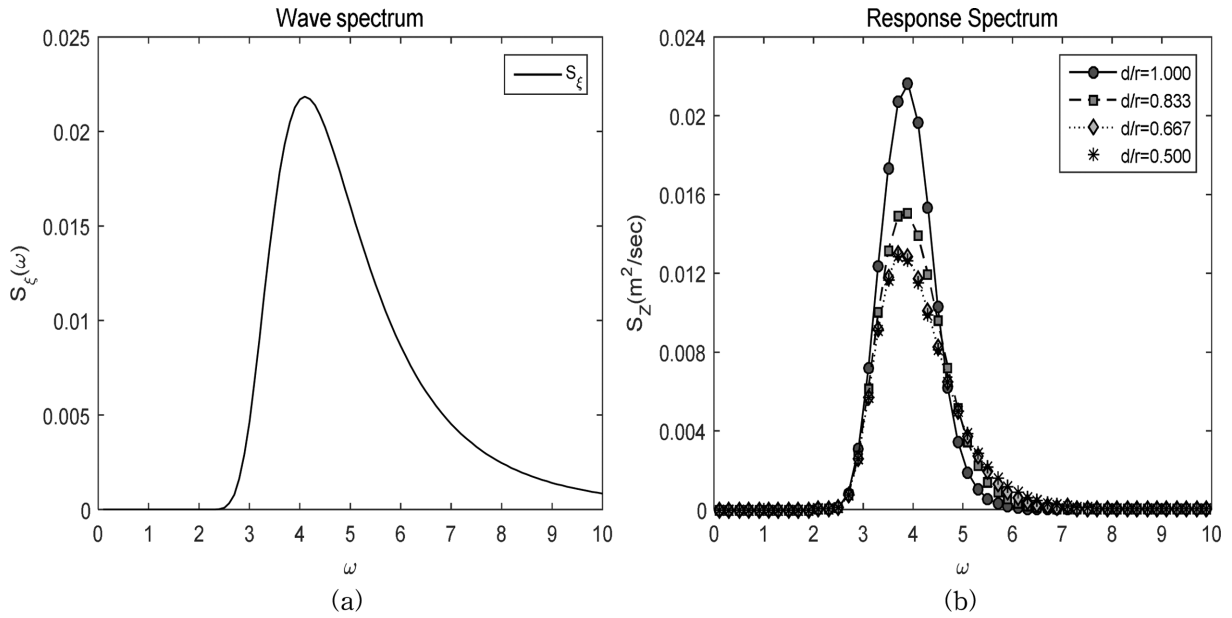 Wave spectrum
0.025
0.02
0.015
0.01
0.005
0
S_ξ(ω)
S_ξ
0 1 2 3 4 5 6 7 8 9 10
ω
(a)
Response Spectrum
0.024
0.02
0.016
0.012
0.008
0.004
0
S_Z(m²/sec)
d/r=1.000
d/r=0.833
d/r=0.667
d/r=0.500
0 1 2 3 4 5 6 7 8 9 10
ω
(b)